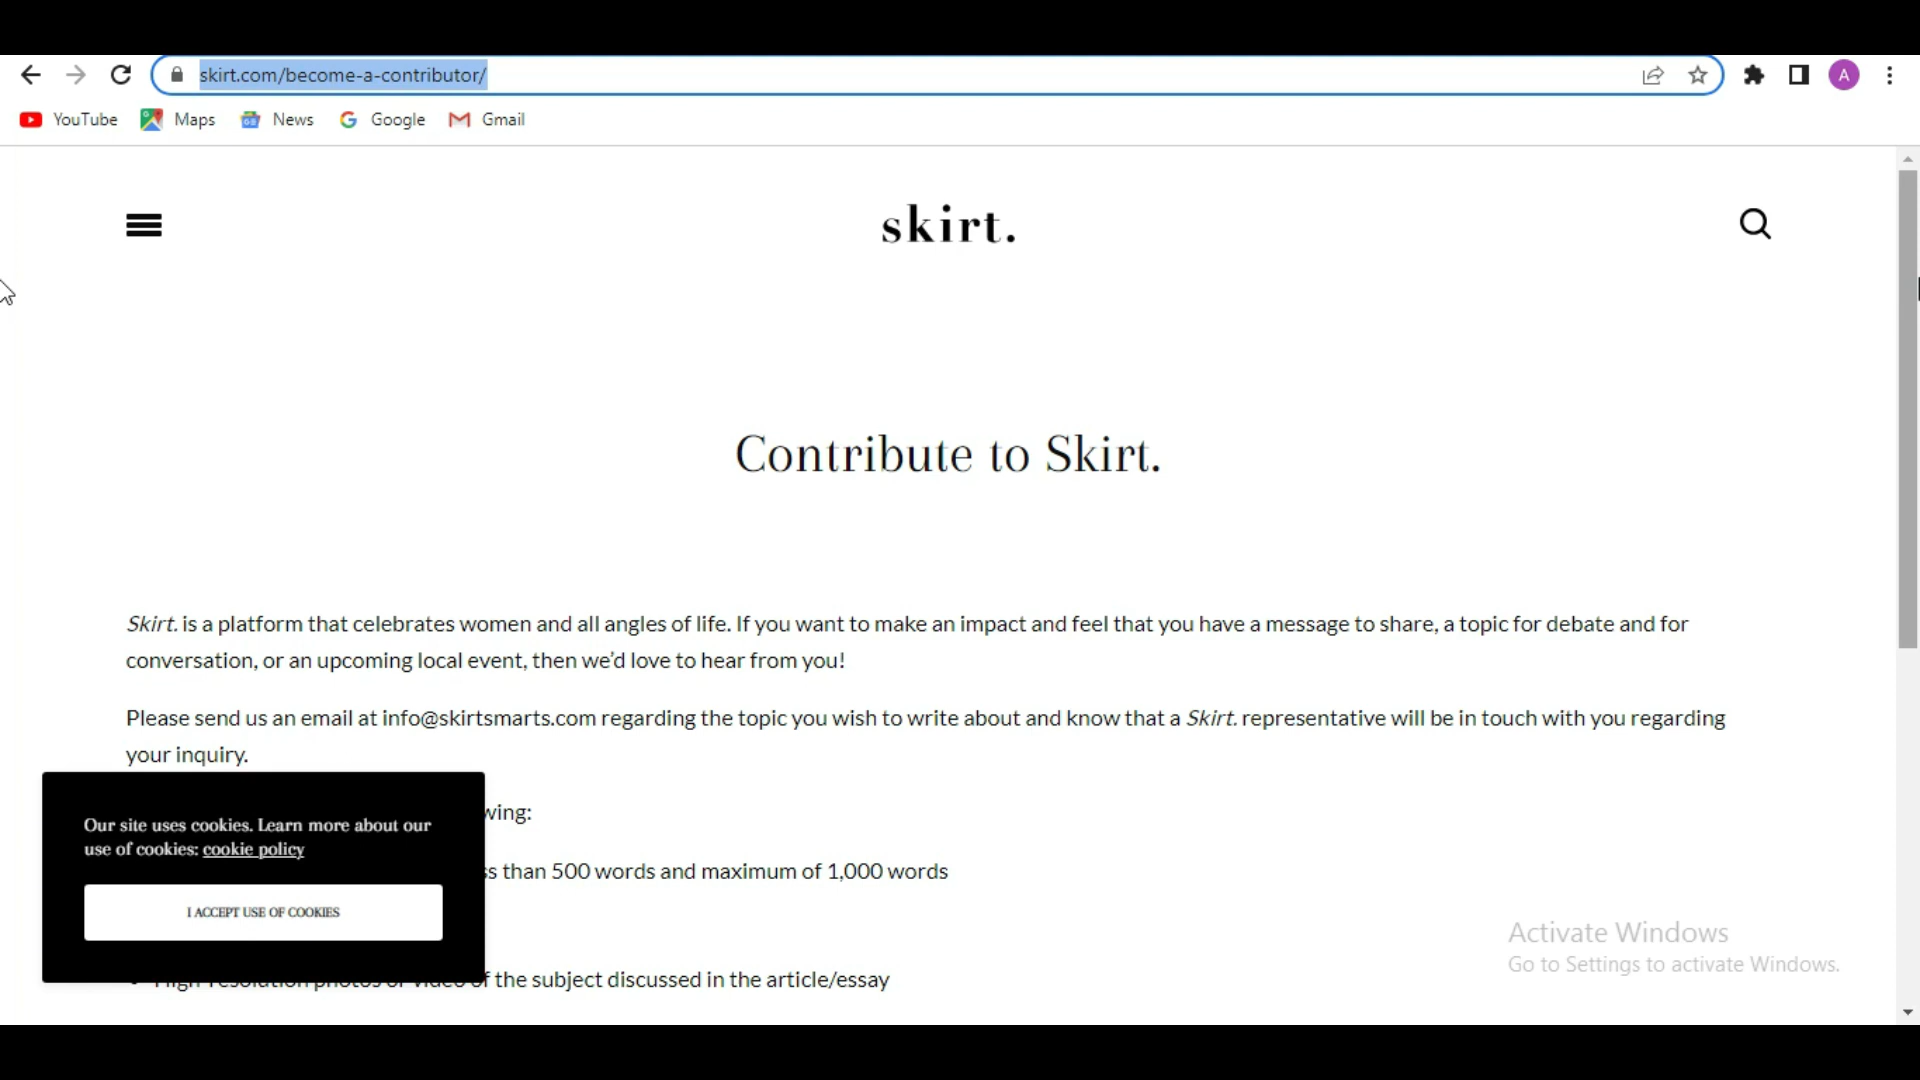 skirt.com/become-a-contributor/
A
YouTube Maps News Google Gmail
skirt.
Contribute to Skirt.
Skirt. is a platform that celebrates women and all angles of life. If you want to make an impact and feel that you have a message to share, a topic for debate and for
conversation, or an upcoming local event, then we’d love to hear from you!
Please send us an email at info@skirtsmarts.com regarding the topic you wish to write about and know that a Skirt. representative will be in touch with you regarding
your inquiry.
wing:
Our site uses cookies. Learn more about our
use of cookies: cookie policy
than 500 words and maximum of 1,000 words
I ACCEPT USE OF COOKIES
the subject discussed in the article/essay
Activate Windows
Go to Settings to activate Windows.